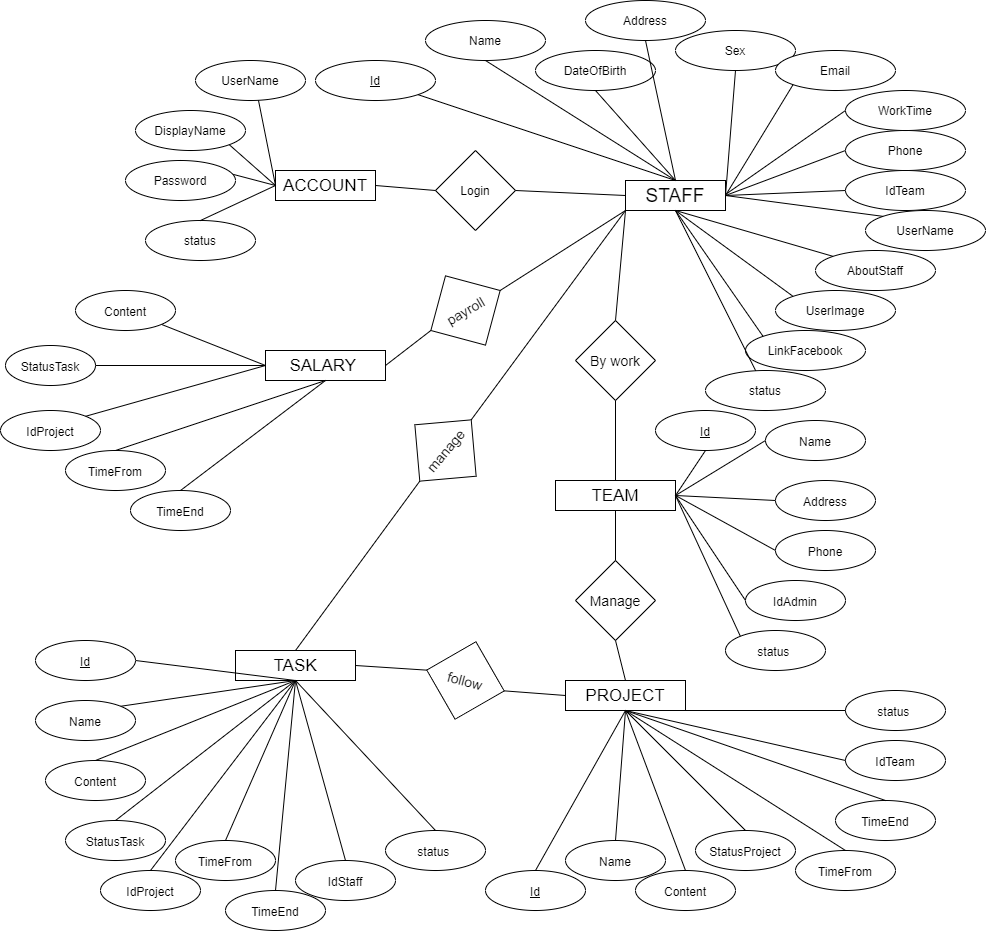 Address
Name
Sex
DateOfBirth
Email
UserName
Id
WorkTime
DisplayName
Phone
Password
ACCOUNT
Login
STAFF
IdTeam
UserName
status
AboutStaff
Content
payroll
UserImage
StatusTask
SALARY
By work
LinkFacebook
status
IdProject
manage
Id
Name
TimeFrom
TimeEnd
TEAM
Address
Phone
Manage
IdAdmin
status
Id
TASK
follow
PROJECT
Name
status
Content
IdTeam
StatusTask
TimeEnd
TimeFrom
status
Name
StatusProject
IdProject
IdStaff
Id
Content
TimeFrom
TimeEnd